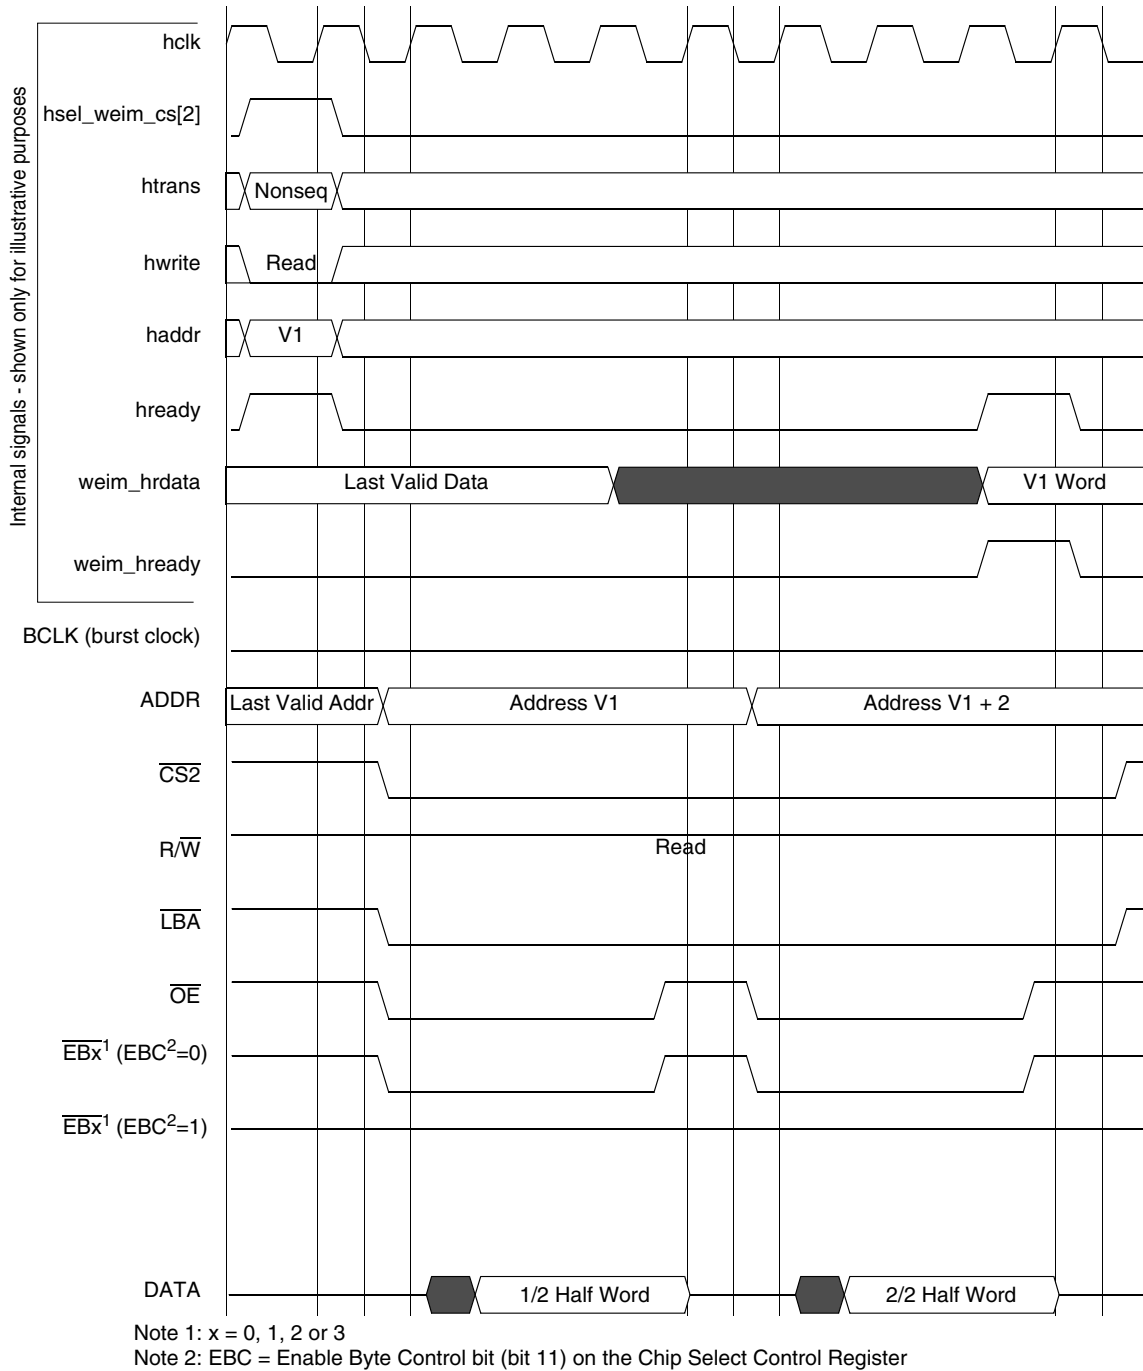 Internal signals - shown only for illustrative purposes
hclk
hsel_weim_cs[2]
htrans
Nonseq
hwrite
Read
haddr
V1
hready
weim_hrdata
Last Valid Data
V1 Word
weim_hready
BCLK (burst clock)
ADDR
Last Valid Addr
Address V1
Address V1 + 2
CS2
R/W
Read
LBA
OE
EBx1 (EBC2=0)
EBx1 (EBC2=1)
DATA
1/2 Half Word
2/2 Half Word
Note 1: x = 0, 1, 2 or 3
Note 2: EBC = Enable Byte Control bit (bit 11) on the Chip Select Control Register